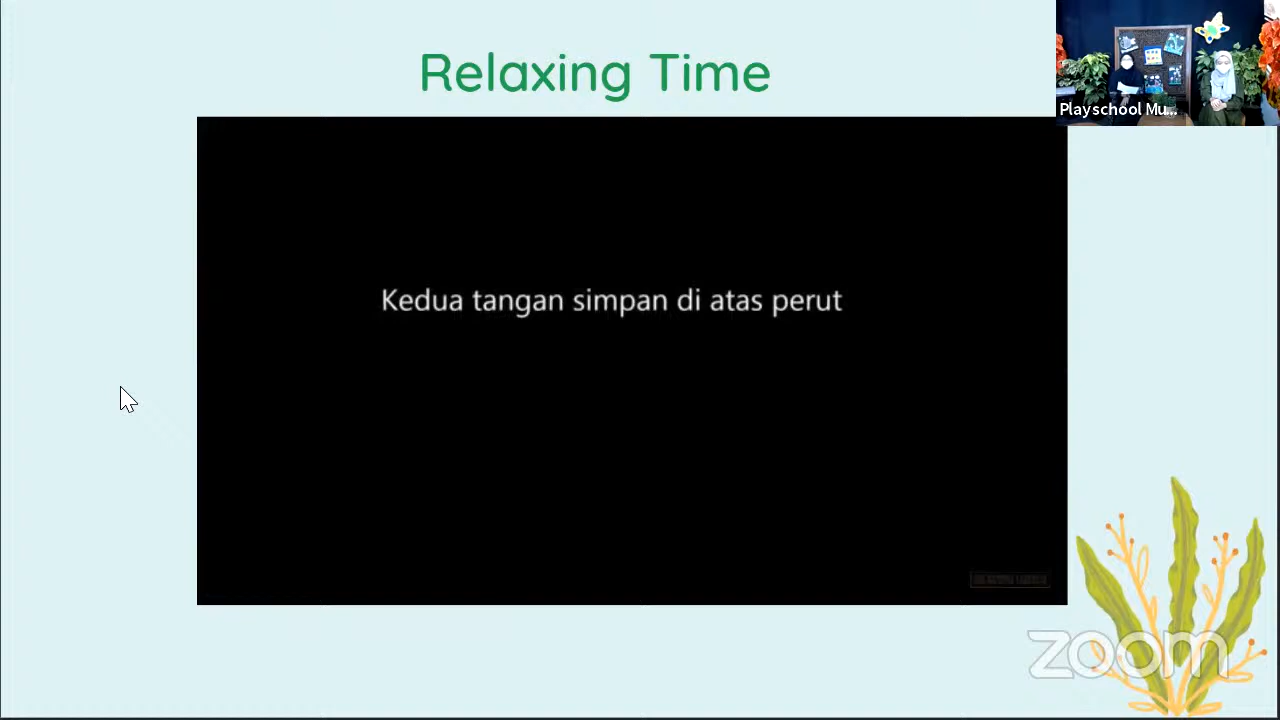 Relaxing Time
Playschool Mu...
Kedua tangan simpan di atas perut
zoom